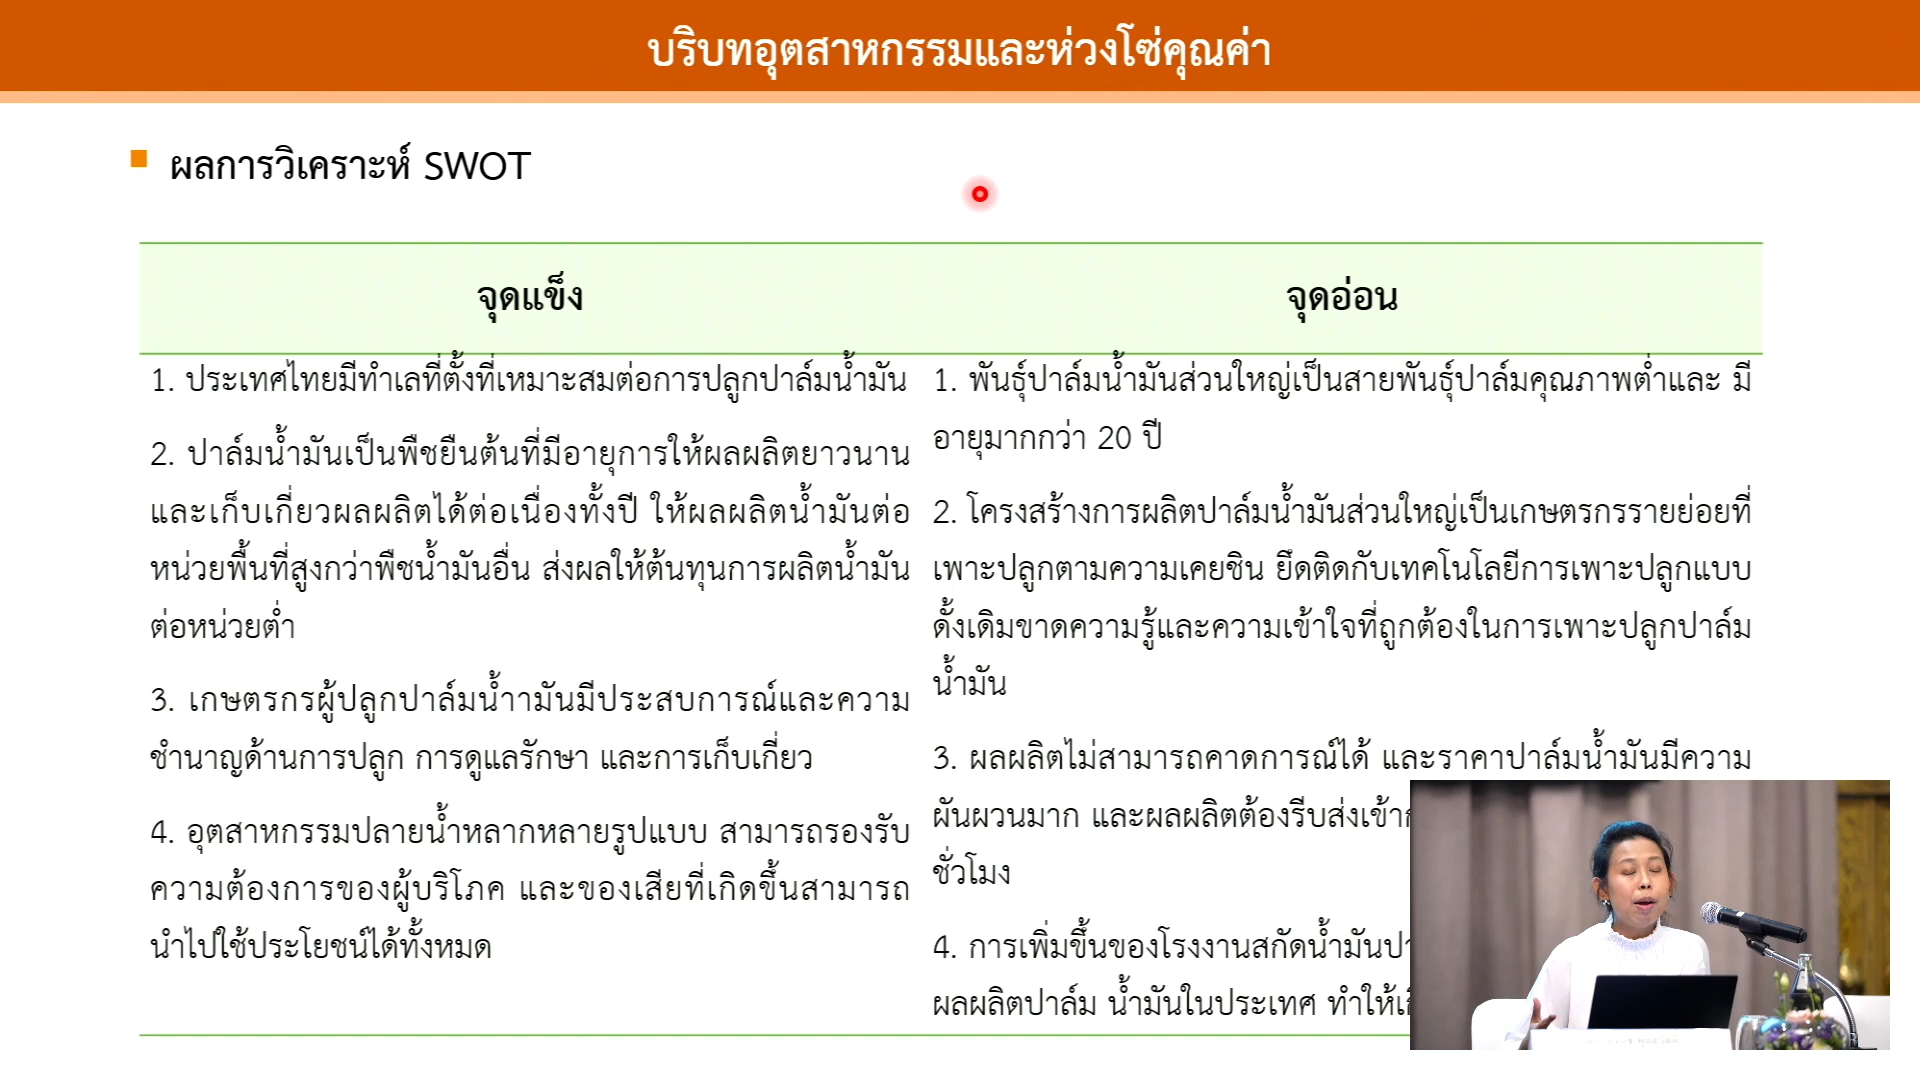 บริบทอุตสาหกรรมและห่วงโซ่คุณค่า
ผลการวิเคราะห์ SWOT
จุดแข็ง
1. ประเทศไทยมีทำเลที่ตั้งที่เหมาะสมต่อการปลูกปาล์มน้ำมัน
2. ปาล์มน้ำมันเป็นพืชยืนต้นที่มีอายุการให้ผลผลิตยาวนาน
และเก็บเกี่ยวผลผลิตได้ต่อเนื่องทั้งปี ให้ผลผลิตน้ำมันต่อ
หน่วยพื้นที่สูงกว่าพืชน้ำมันอื่น ส่งผลให้ต้นทุนการผลิตน้ำมัน
ต่อหน่วยต่ำ
3. เกษตรกรผู้ปลูกปาล์มน้ำามันมีประสบการณ์และความ
ชำนาญด้านการปลูก การดูแลรักษา และการเก็บเกี่ยว
4. อุตสาหกรรมปลายน้ำหลากหลายรูปแบบ สามารถรองรับ
ความต้องการของผู้บริโภค และของเสียที่เกิดขึ้นสามารถ
นำไปใช้ประโยชน์ได้ทั้งหมด
จุดอ่อน
1. พันธุ์ปาล์มน้ำมันส่วนใหญ่เป็นสายพันธุ์ปาล์มคุณภาพต่ำและ มี
อายุมากกว่า 20 ปี
2. โครงสร้างการผลิตปาล์มน้ำมันส่วนใหญ่เป็นเกษตรกรรายย่อยที่
เพาะปลูกตามความเคยชิน ยึดติดกับเทคโนโลยีการเพาะปลูกแบบ
ดั้งเดิมขาดความรู้และความเข้าใจที่ถูกต้องในการเพาะปลูกปาล์ม
น้ำมัน
3. ผลผลิตไม่สามารถคาดการณ์ได้ และราคาปาล์มน้ำมันมีความ
ผันผวนมาก และผลผลิตต้องรีบส่งเข้า
ชั่วโมง
4. การเพิ่มขึ้นของโรงงานสกัดน้ำมัน
ผลผลิตปาล์ม น้ำมันในประเทศ ทำให้